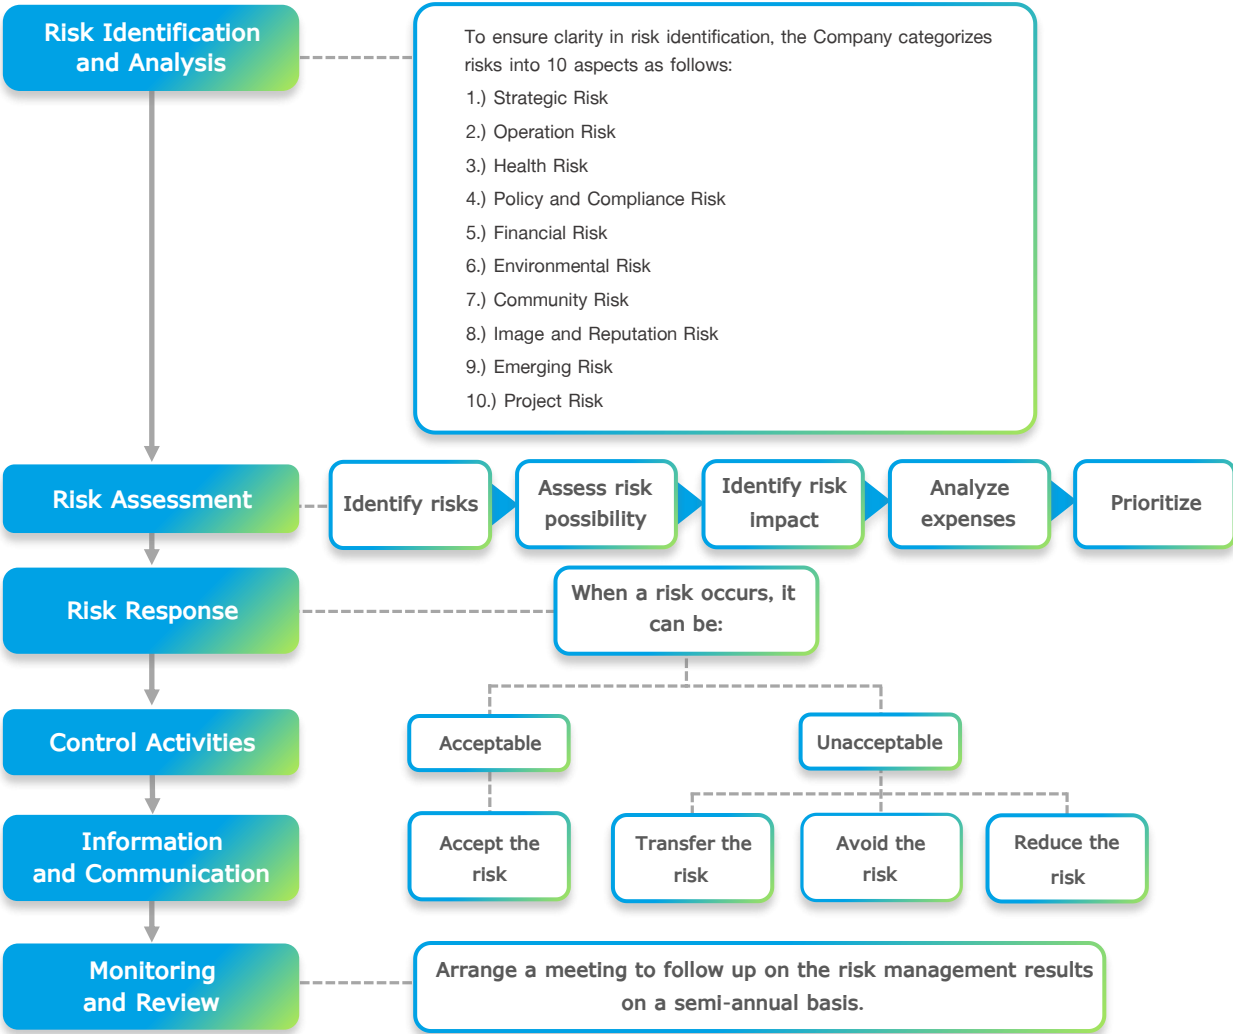 Risk Identification
and Analysis
To ensure clarity in risk identification, the Company categorizes
risks into 10 aspects as follows:
1.) Strategic Risk
2.) Operation Risk
3.) Health Risk
4.) Policy and Compliance Risk
5.) Financial Risk
6.) Environmental Risk
7.) Community Risk
8.) Image and Reputation Risk
9.) Emerging Risk
10.) Project Risk
Risk Assessment
Identify risks
Assess risk
possibility
Identify risk
impact
Analyze
expenses
Prioritize
Risk Response
When a risk occurs, it
can be:
Control Activities
Acceptable
Unacceptable
Information
and Communication
Accept the
risk
Transfer the
risk
Avoid the
risk
Reduce the
risk
Monitoring
and Review
Arrange a meeting to follow up on the risk management results
on a semi-annual basis.